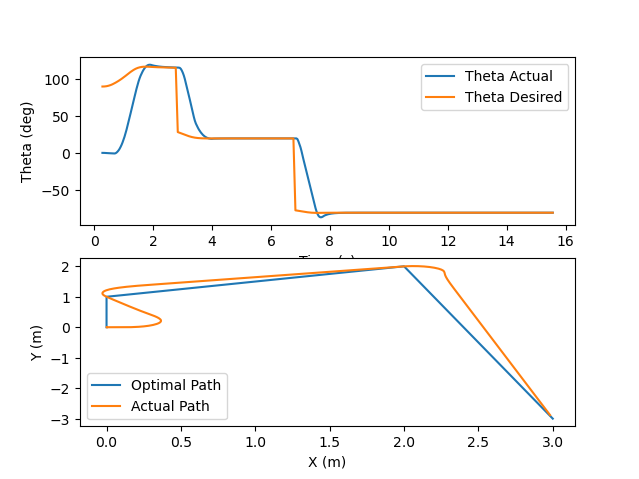 100
50
0
−50
Theta (deg)
Theta Actual
Theta Desired
0 2 4 6 8 10 12 14 16
2
1
0
−1
−2
−3
Y (m)
Optimal Path
Actual Path
0.0 0.5 1.0 1.5 2.0 2.5 3.0
X (m)